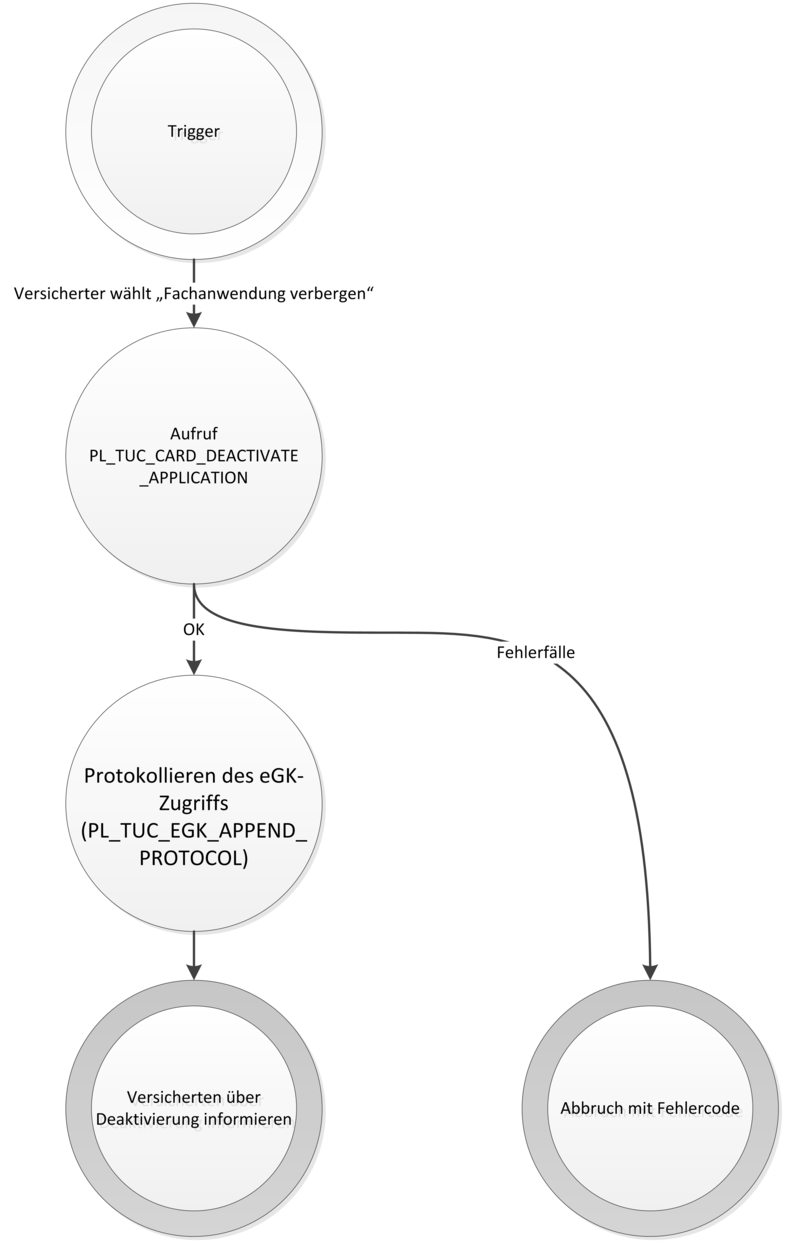 Trigger
Versicherter wählt „Fachanwendung verbergen“
Aufruf
PL_TUC_CARD_DEACTIVATE
_APPLICATION
OK
Fehlerfälle
Protokollieren des eGK-
Zugriffs
(PL_TUC_EGK_APPEND_
PROTOCOL)
Versicherten über
Deaktivierung informieren
Abbruch mit Fehlercode